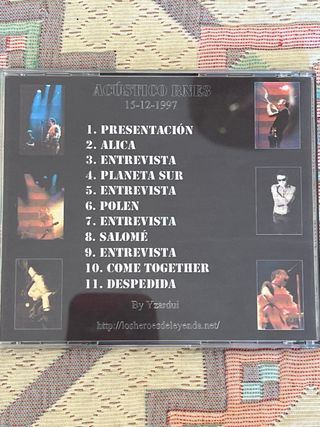 ACÚSTICO RNE3
15-12-1997
1. PRESENTACIÓN
2. ALICA
3. ENTREVISTA
4. PLANETA SUR
5. ENTREVISTA
6. POLEN
7. ENTREVISTA
8. SALOMÉ
9. ENTREVISTA
10. COME TOGETHER
11. DESPEDIDA
By Yzardui
http://losheroesdeleyenda.net/